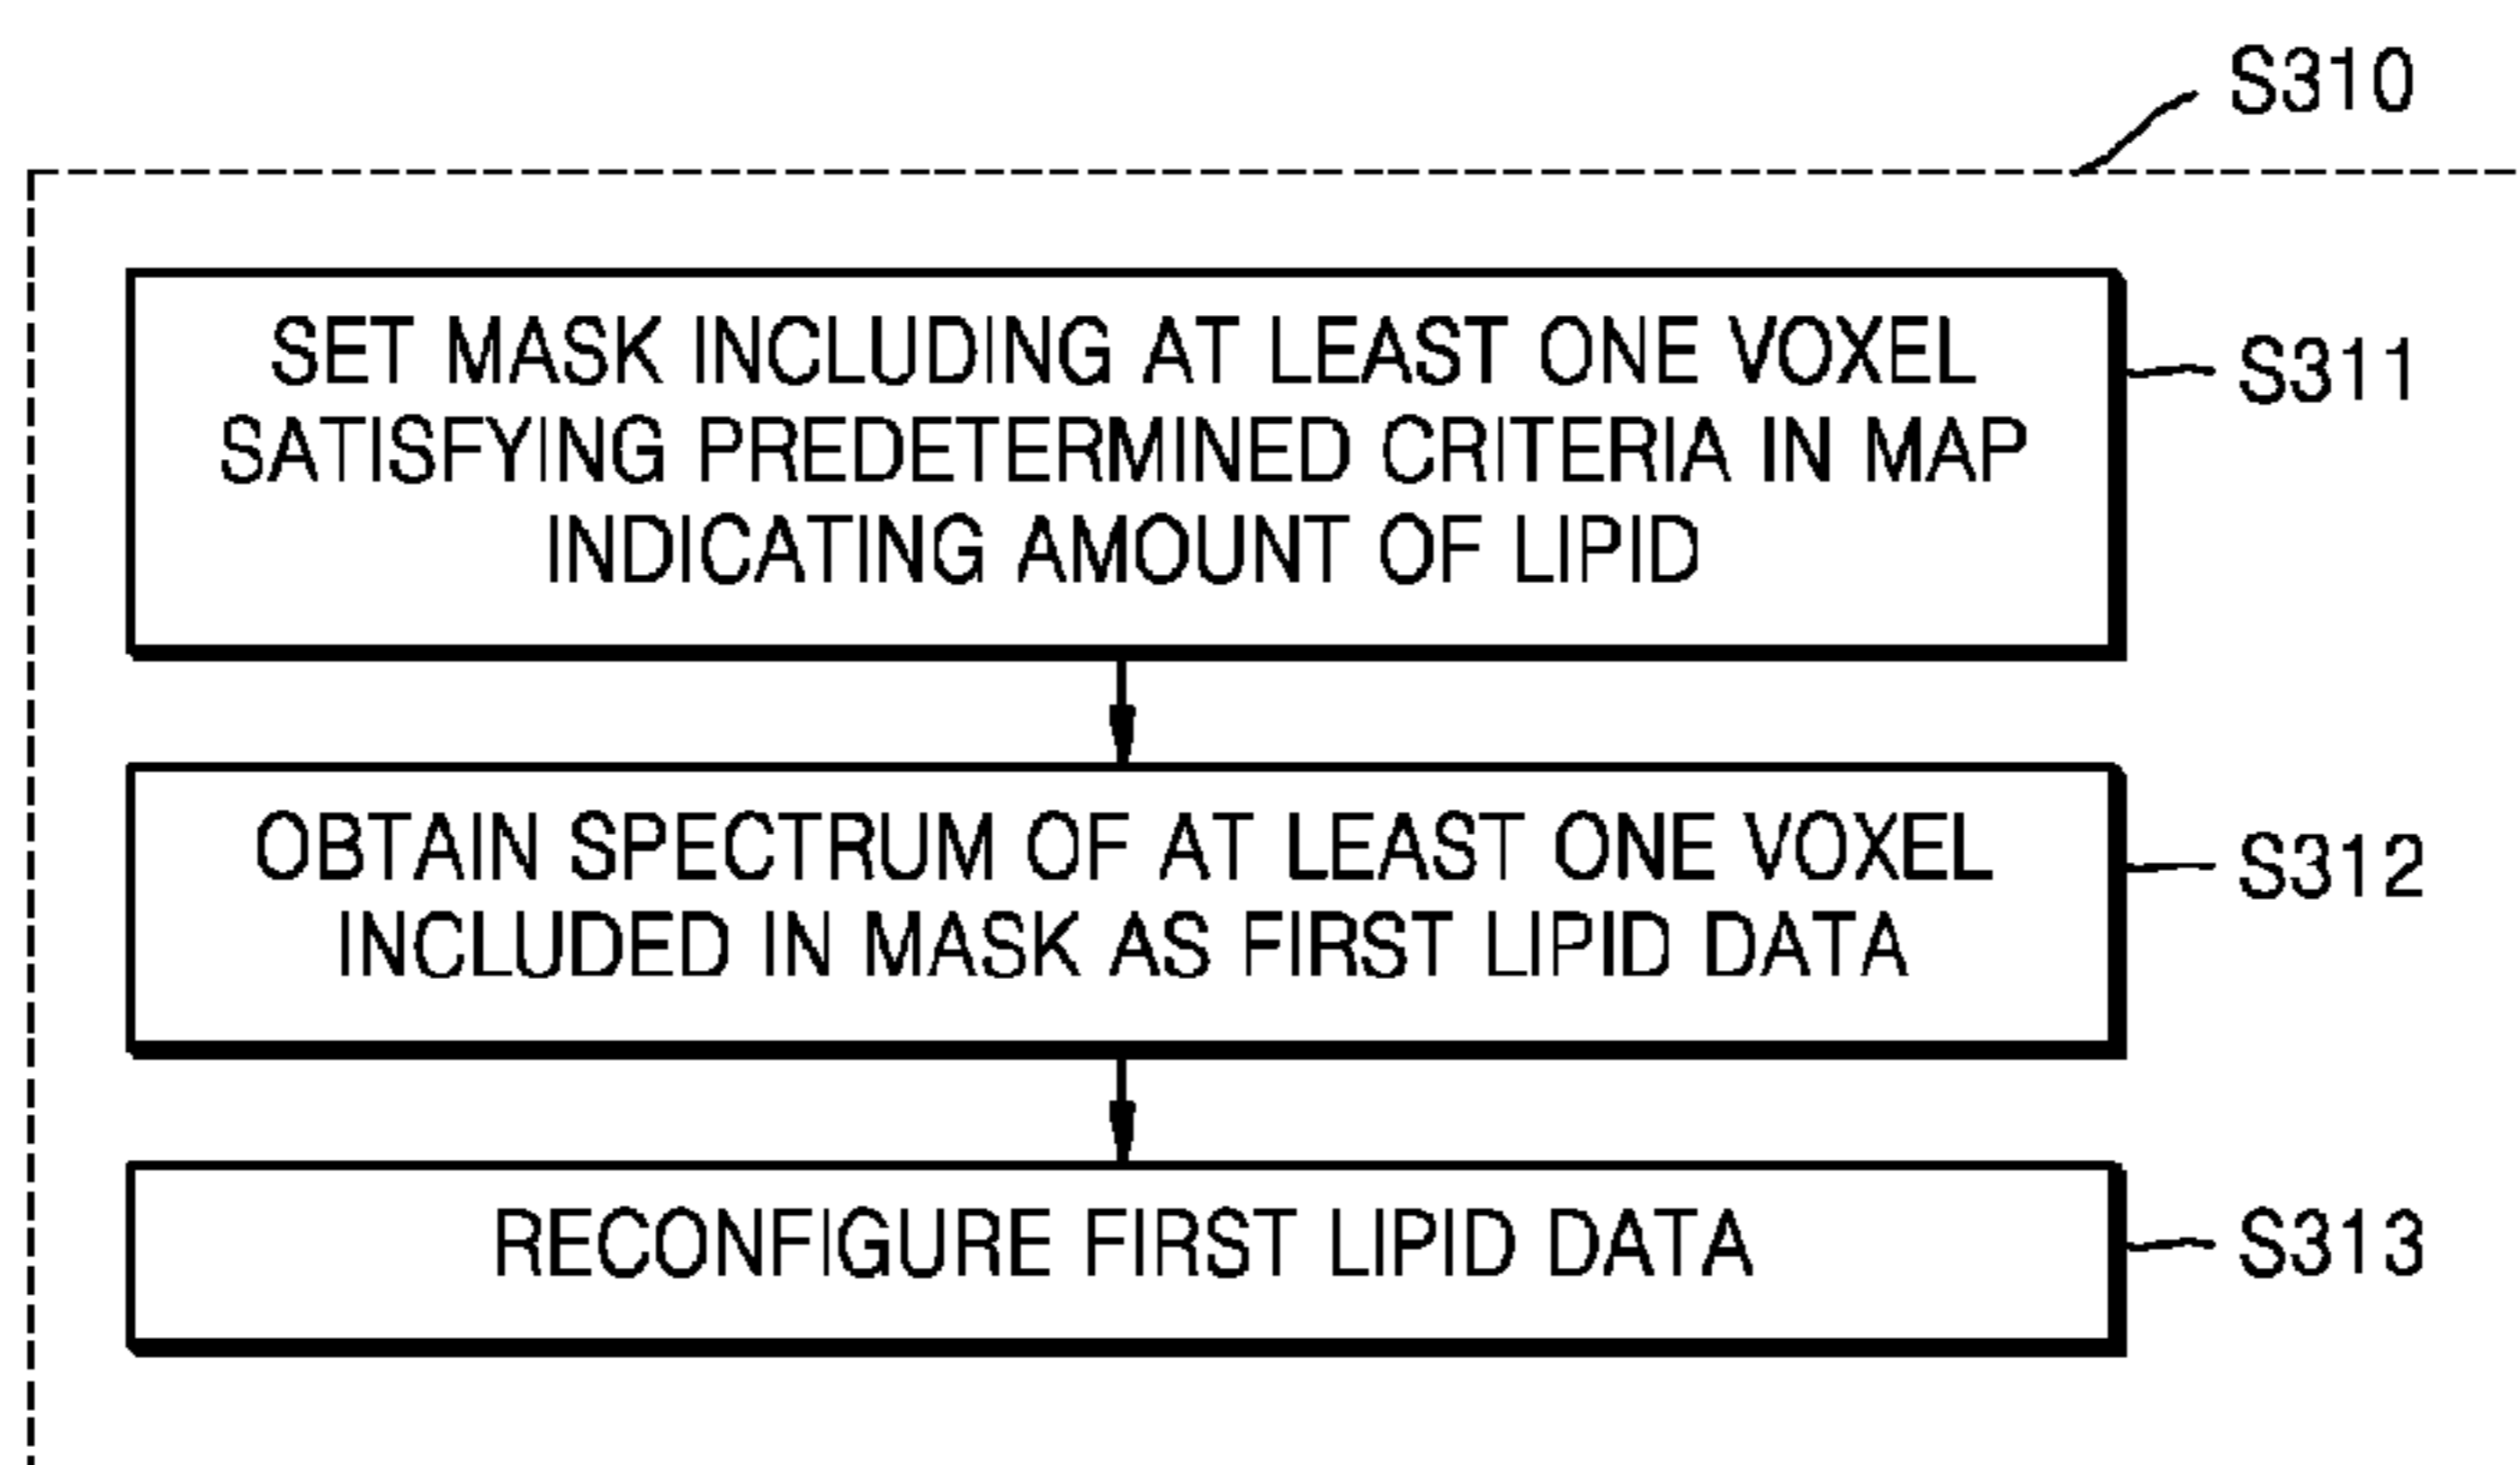 S310
SET MASK INCLUDING AT LEAST ONE VOXEL
SATISFYING PREDETERMINED CRITERIA IN MAP
INDICATING AMOUNT OF LIPID
S311
OBTAIN SPECTRUM OF AT LEAST ONE VOXEL
INCLUDED IN MASK AS FIRST LIPID DATA
S312
RECONFIGURE FIRST LIPID DATA
S313